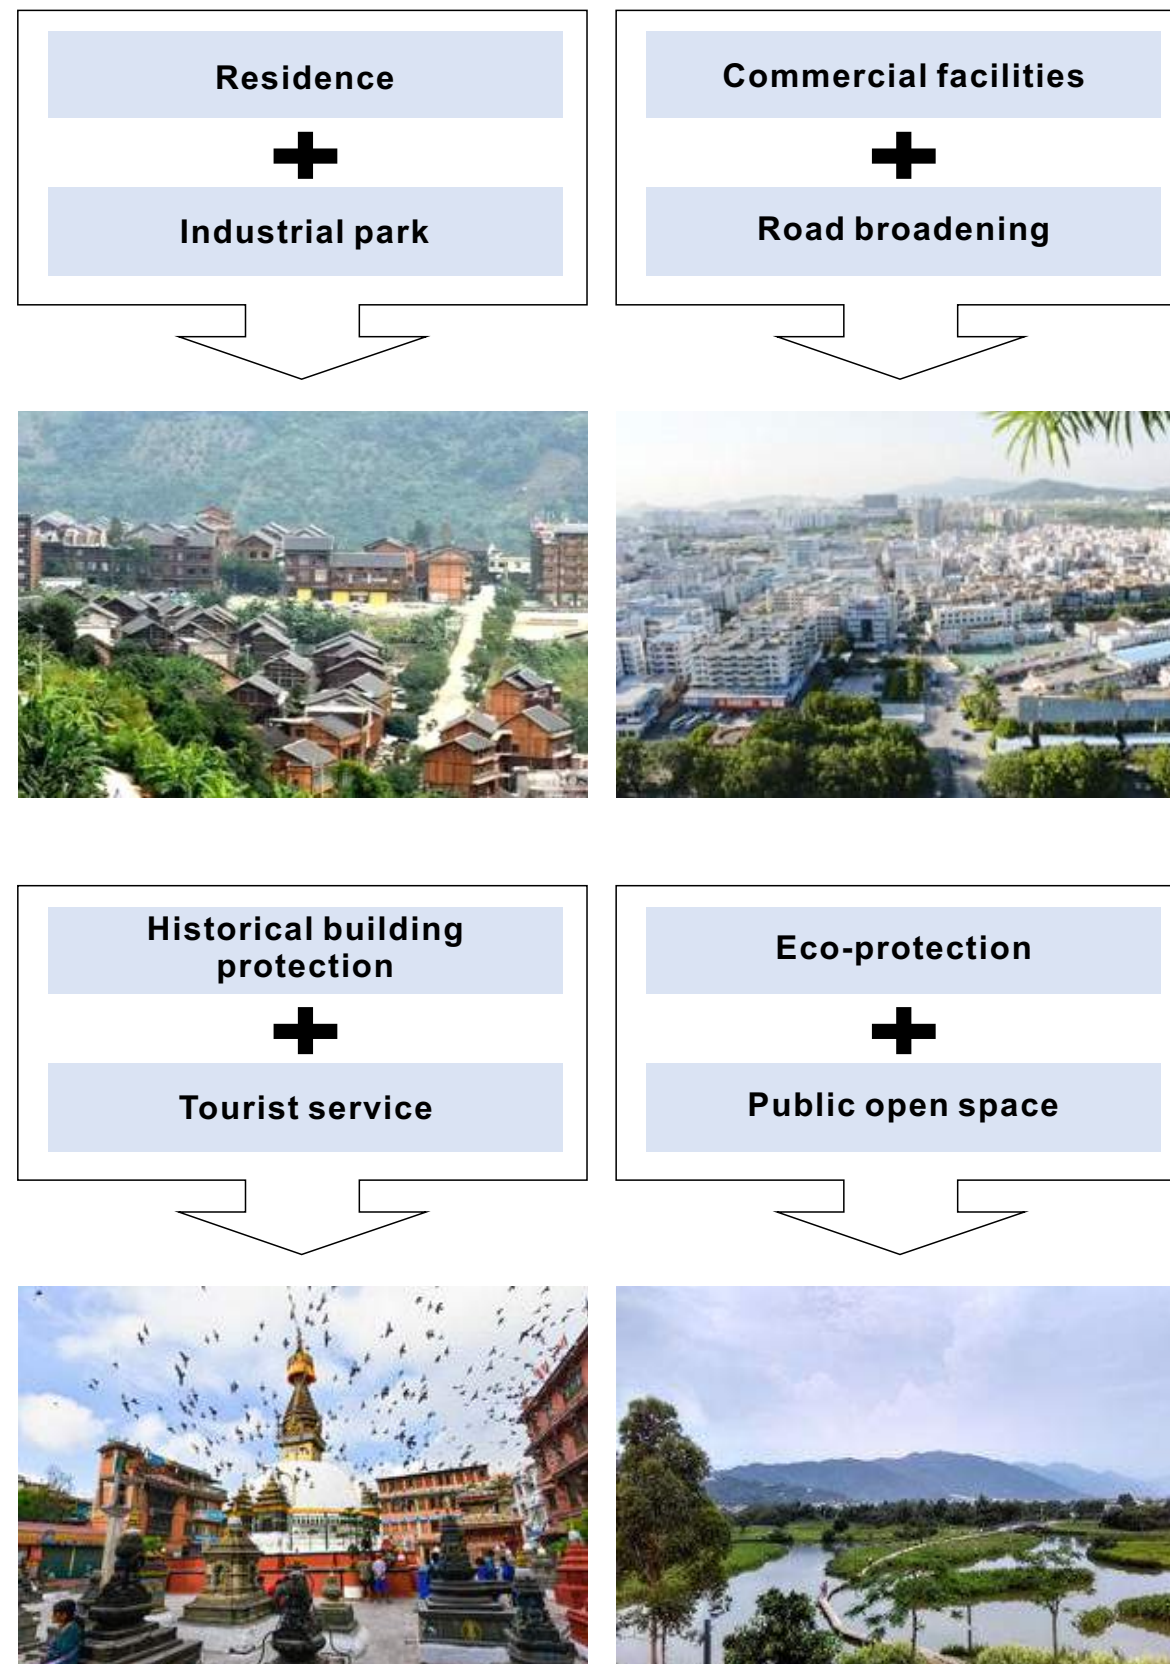 Residence
Industrial park
Commercial facilities
Road broadening
Historical building
protection
Tourist service
Eco-protection
Public open space